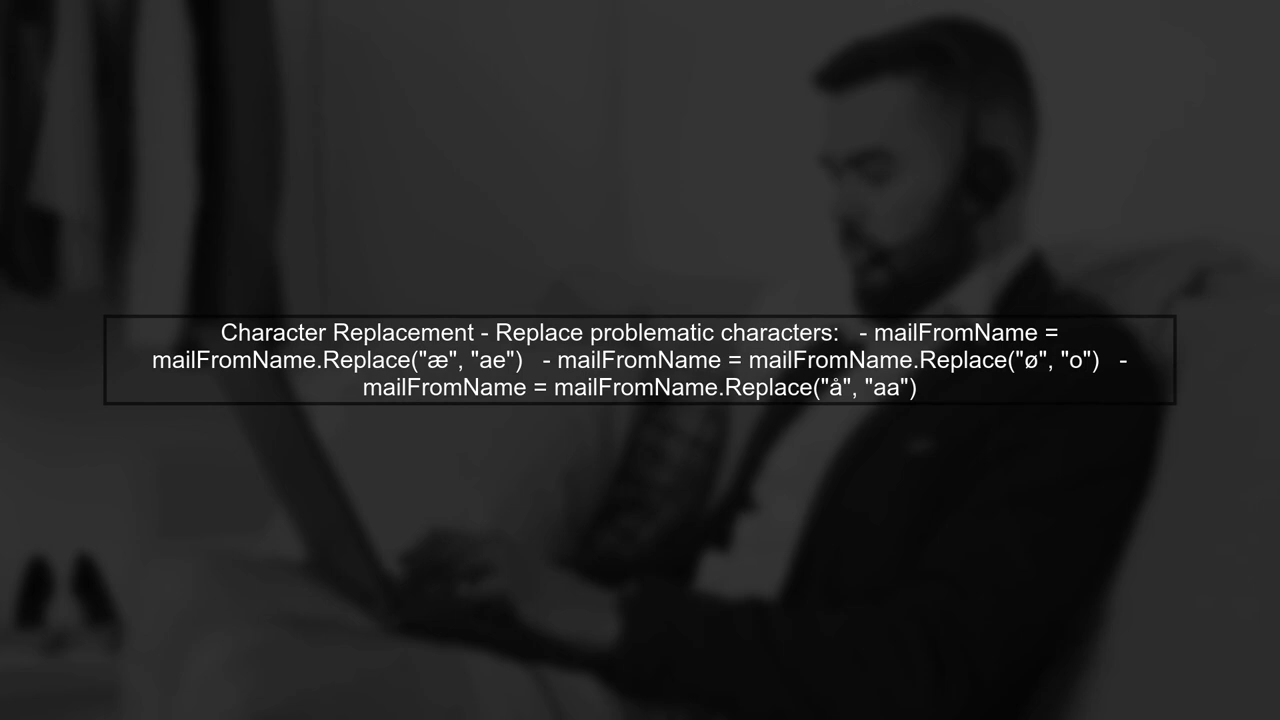 Character Replacement - Replace problematic characters:   - mailFromName =
mailFromName.Replace("æ", "ae")   - mailFromName = mailFromName.Replace("ø", "o")   -
mailFromName = mailFromName.Replace("å", "aa")